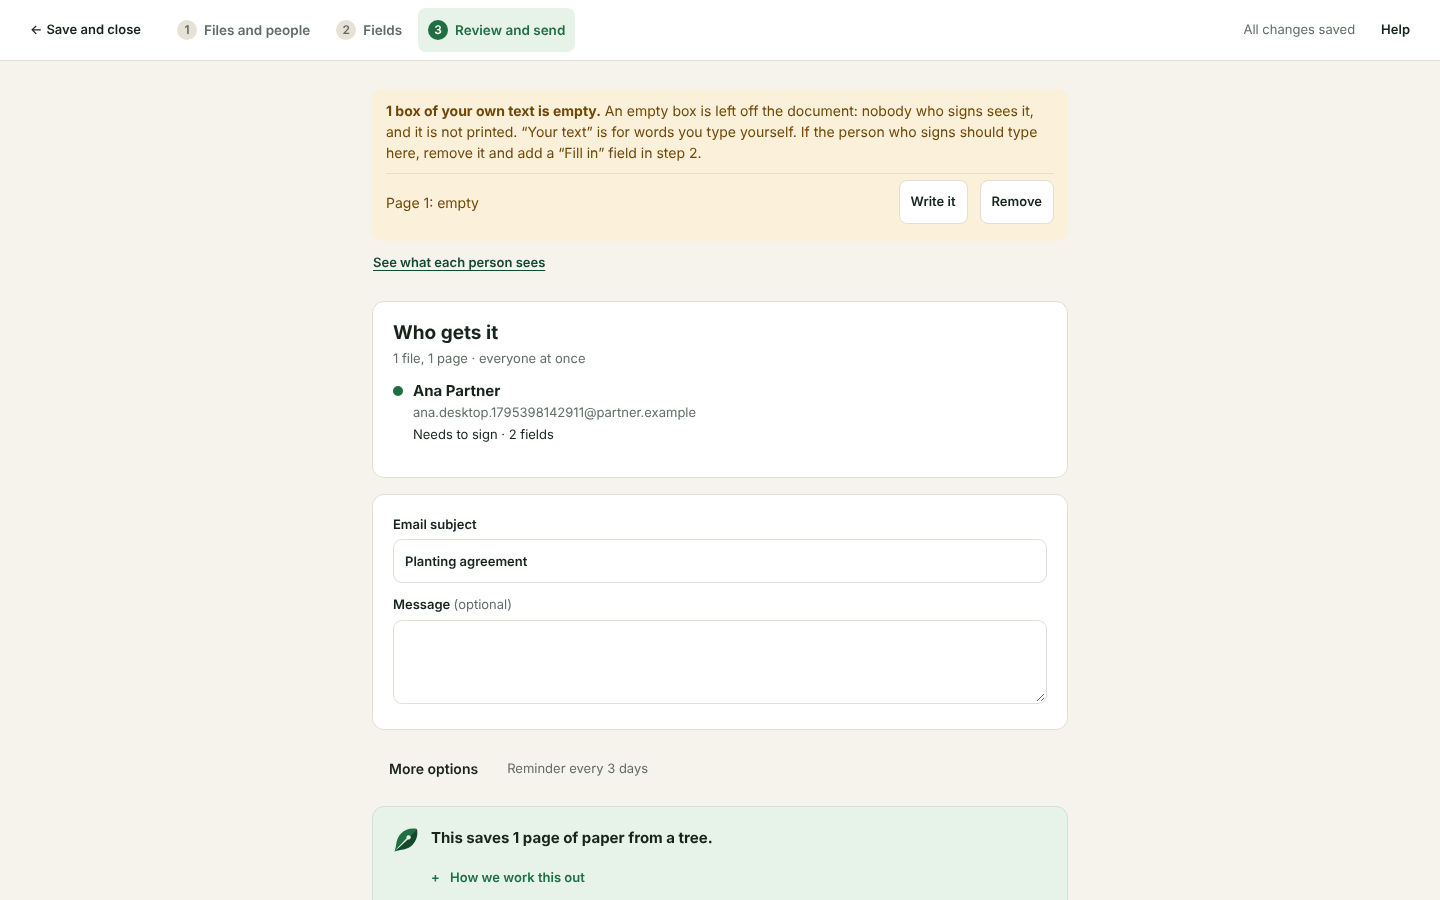 ← Save and close
1 Files and people
2 Fields
3 Review and send
All changes saved
Help
1 box of your own text is empty. An empty box is left off the document: nobody who signs sees it,
and it is not printed. “Your text” is for words you type yourself. If the person who signs should type
here, remove it and add a “Fill in” field in step 2.
Page 1: empty
Write it
Remove
See what each person sees
Who gets it
1 file, 1 page · everyone at once
Ana Partner
ana.desktop.1795398142911@partner.example
Needs to sign · 2 fields
Email subject
Planting agreement
Message (optional)
More options
Reminder every 3 days
This saves 1 page of paper from a tree.
+ How we work this out